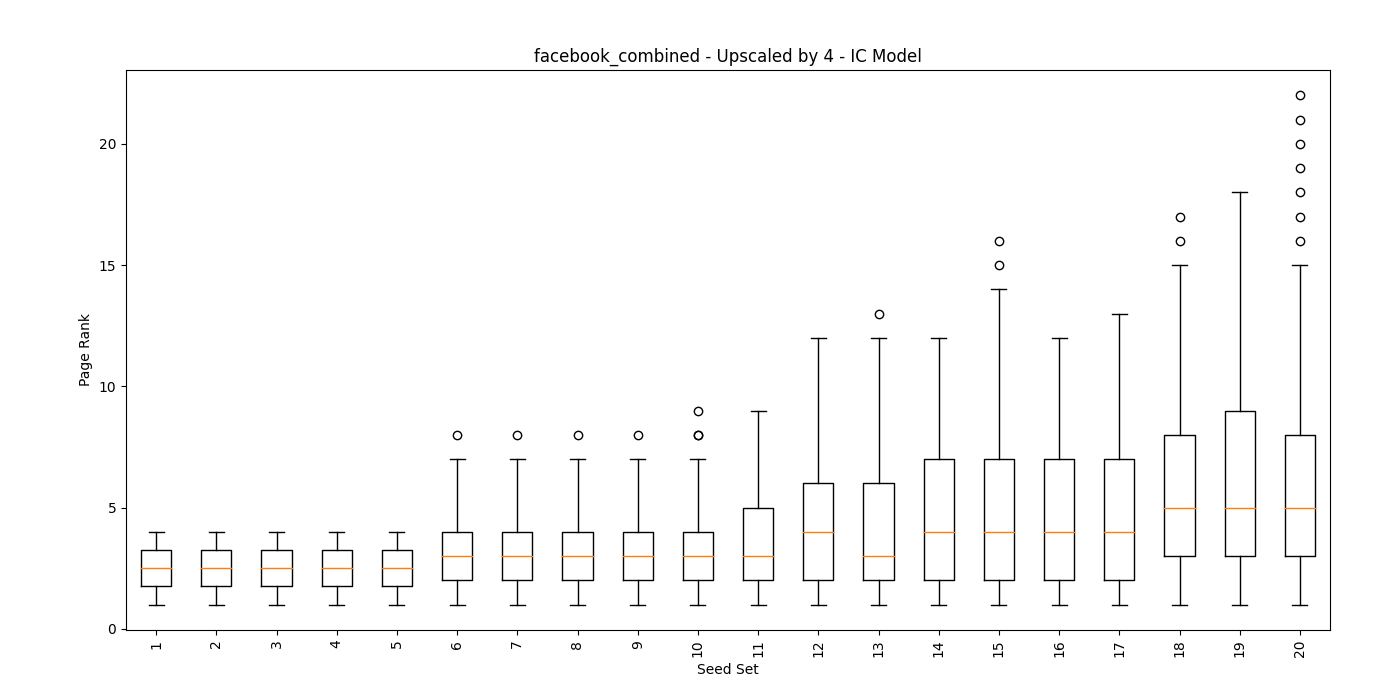 facebook_combined - Upscaled by 4 - IC Model
Page Rank
20
15
10
5
0
1 2 3 4 5 6 7 8 9 10 11 12 13 14 15 16 17 18 19 20
Seed Set